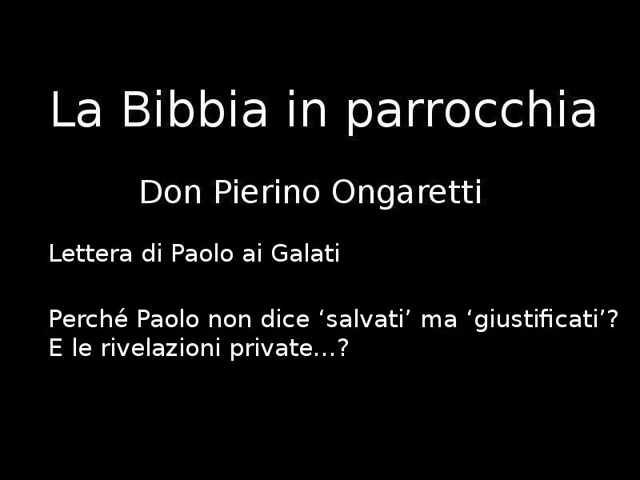 La Bibbia in parrocchia
Don Pierino Ongaretti
Lettera di Paolo ai Galati
Perché Paolo non dice ‘salvati’ ma ‘giustificati’?
E le rivelazioni private...?